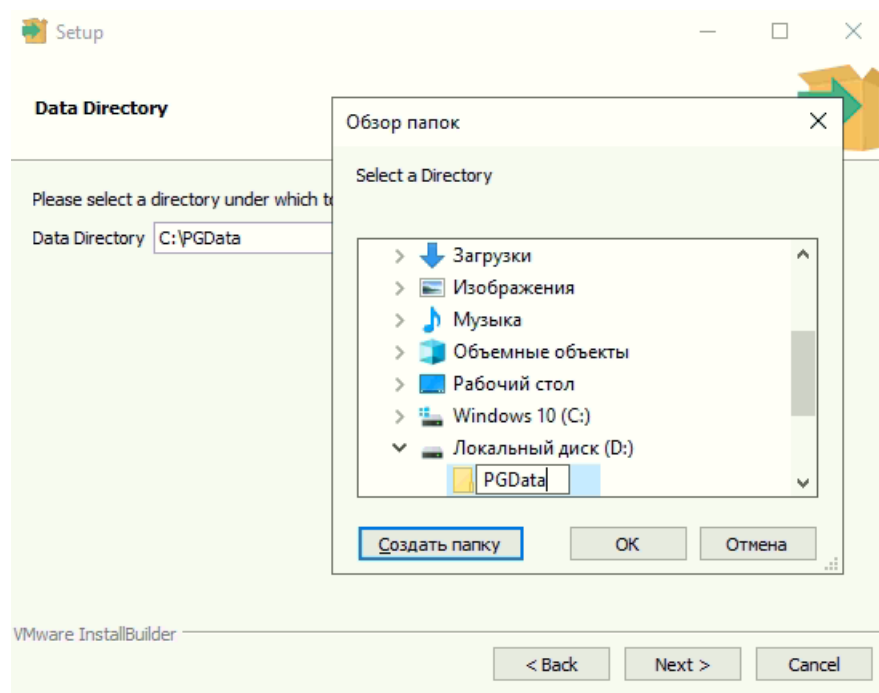 Setup
Data Directory
Please select a directory under which to
Data Directory C:\PGData
Обзор папок
Select a Directory
Загрузки
Изображения
Музыка
Объемные объекты
Рабочий стол
Windows 10 (C:)
Локальный диск (D:)
PGData
Создать папку ОК Отмена
VMware InstallBuilder
< Back Next > Cancel